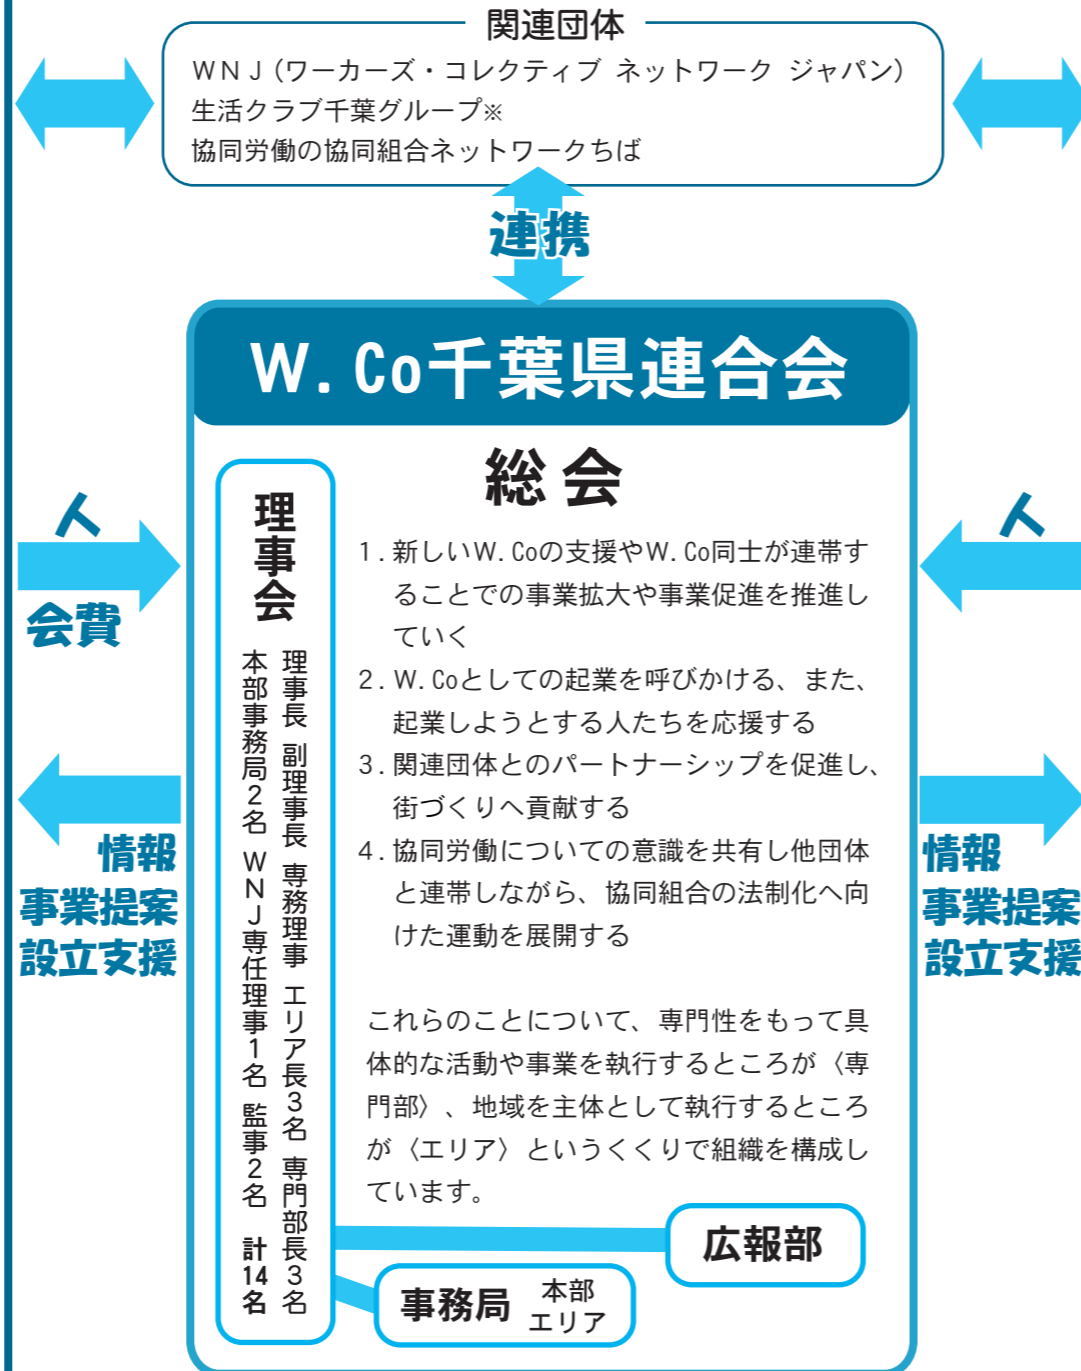 関連団体
WNJ(ワーカーズ・コレクティブ ネットワーク ジャパン)
生活クラブ千葉グループ※
協同労働の協同組合ネットワークちば
連携
W.Co千葉県連合会
総会
人
会費
情報
事業提案
設立支援
理事会
理事長 副理事長 専務理事 エリア長3名 専門部長3名
本部事務局2名 WNJ専任理事1名 監事2名 計14名
1.新しいW.Coの支援やW.Co同士が連帯す
ることでの事業拡大や事業促進を推進し
ていく
2.W.Coとしての起業を呼びかける、また、
起業しようとする人たちを応援する
3.関連団体とのパートナーシップを促進し、
街づくりへ貢献する
4.協同労働についての意識を共有し他団体
と連帯しながら、協同組合の法制化へ向
けた運動を展開する
これらのことについて、専門性をもって具
体的な活動や事業を執行するところが〈専
門部〉、地域を主体として執行するところ
が〈エリア〉というくくりで組織を構成し
ています。
広報部
事務局 本部
エリア
人
情報
事業提案
設立支援